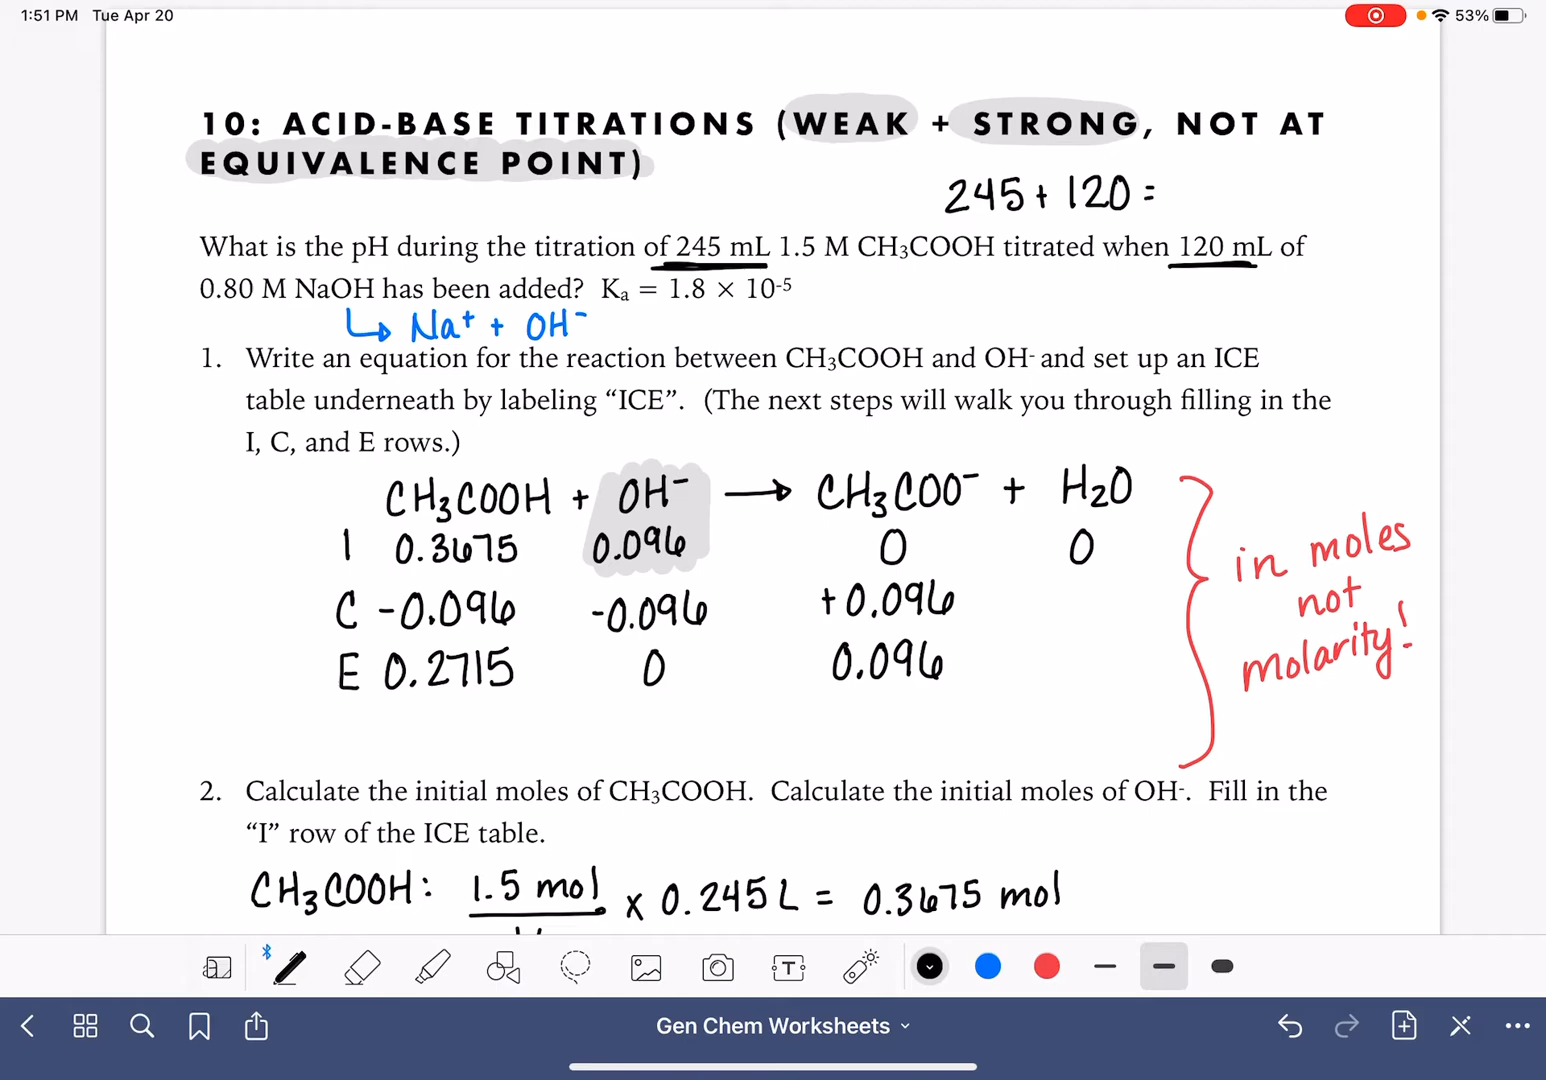 1:51 PM Tue Apr 20
53%
10: ACID-BASE TITRATIONS (WEAK + STRONG, NOT AT
EQUIVALENCE POINT)
245 + 120 =
What is the pH during the titration of 245 mL 1.5 M CH₃COOH titrated when 120 mL of
0.80 M NaOH has been added? Kₐ = 1.8 × 10⁻⁵
↳ Na⁺ + OH⁻
1. Write an equation for the reaction between CH₃COOH and OH⁻ and set up an ICE
table underneath by labeling “ICE”. (The next steps will walk you through filling in the
I, C, and E rows.)
CH₃COOH + OH⁻ → CH₃COO⁻ + H₂O
I 0.3675 0.096 0 0
C -0.096 -0.096 +0.096
E 0.2715 0 0.096
in moles
not
molarity!
2. Calculate the initial moles of CH₃COOH. Calculate the initial moles of OH⁻. Fill in the
“I” row of the ICE table.
CH₃COOH: 1.5 mol x 0.245 L = 0.3675 mol
Gen Chem Worksheets